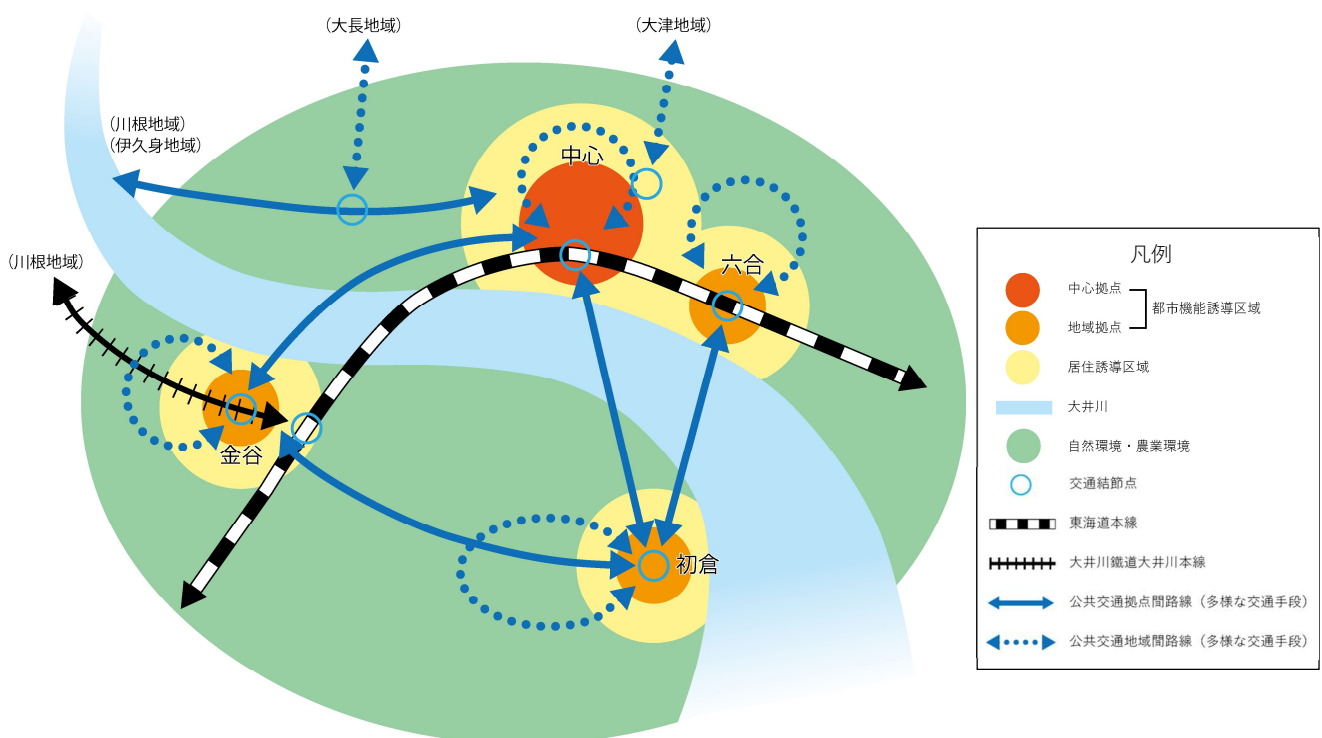 （大長地域）
（大津地域）
（川根地域）
（伊久身地域）
中心
六合
（川根地域）
金谷
初倉
凡例
中心拠点
都市機能誘導区域
地域拠点
居住誘導区域
大井川
自然環境・農業環境
交通結節点
東海道本線
大井川鐵道大井川本線
公共交通拠点間路線（多様な交通手段）
公共交通地域間路線（多様な交通手段）